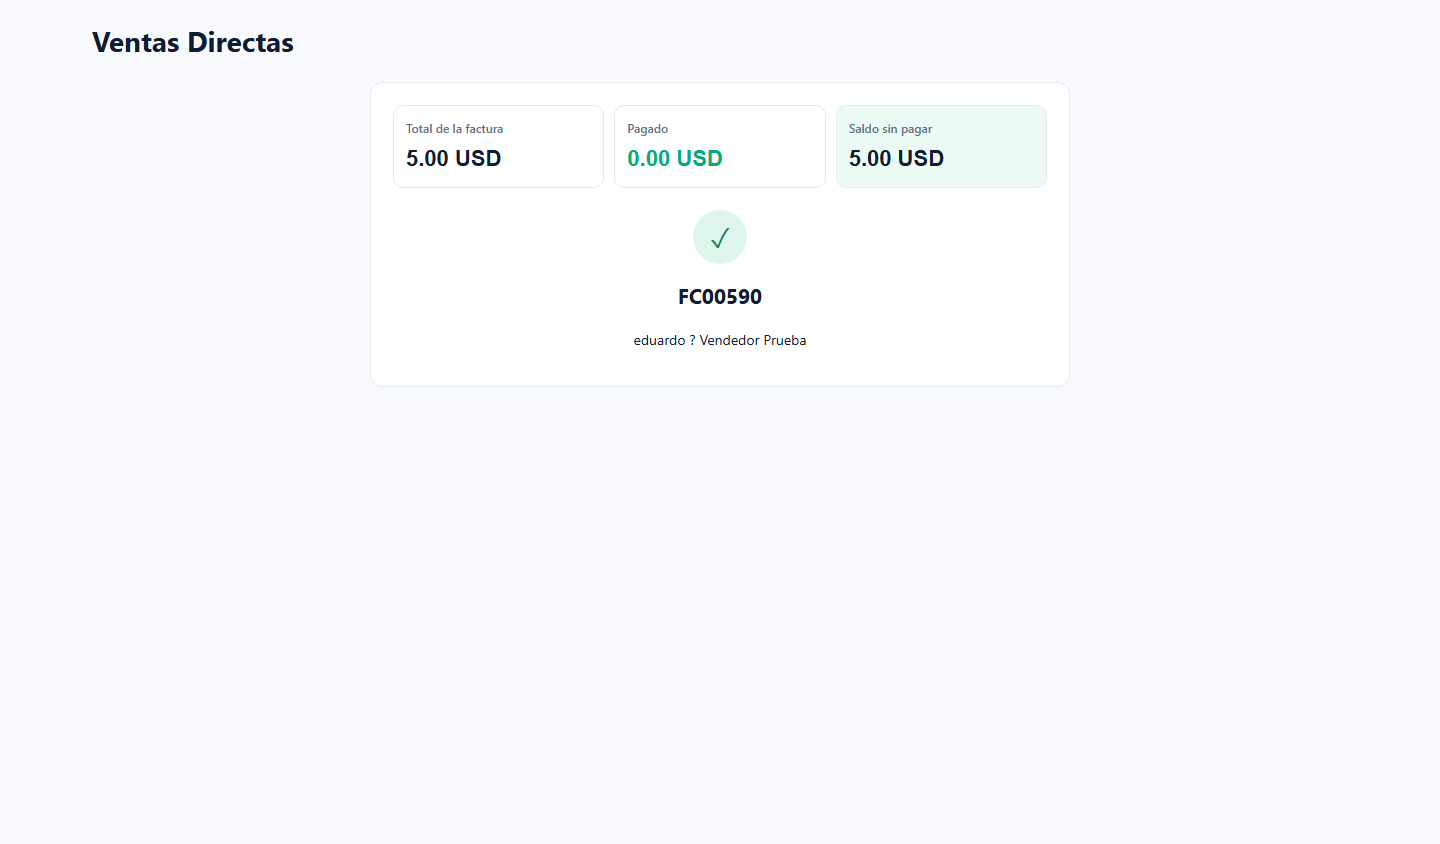 Ventas Directas
Total de la factura
5.00 USD
Pagado
0.00 USD
Saldo sin pagar
5.00 USD
✓
FC00590
eduardo ? Vendedor Prueba